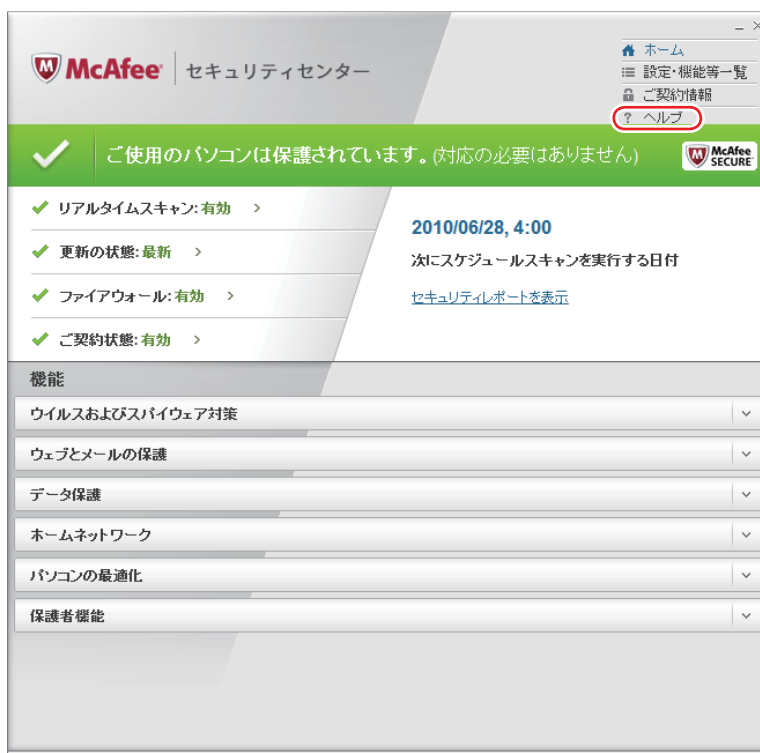 McAfee セキュリティセンター
ホーム
設定・機能等一覧
ご契約情報
? ヘルプ
ご使用のパソコンは保護されています。(対応の必要はありません)
McAfee
SECURE
リアルタイムスキャン:有効
更新の状態:最新
ファイアウォール:有効
ご契約状態:有効
2010/06/28, 4:00
次にスケジュールスキャンを実行する日付
セキュリティレポートを表示
機能
ウイルスおよびスパイウェア対策
ウェブとメールの保護
データ保護
ホームネットワーク
パソコンの最適化
保護者機能